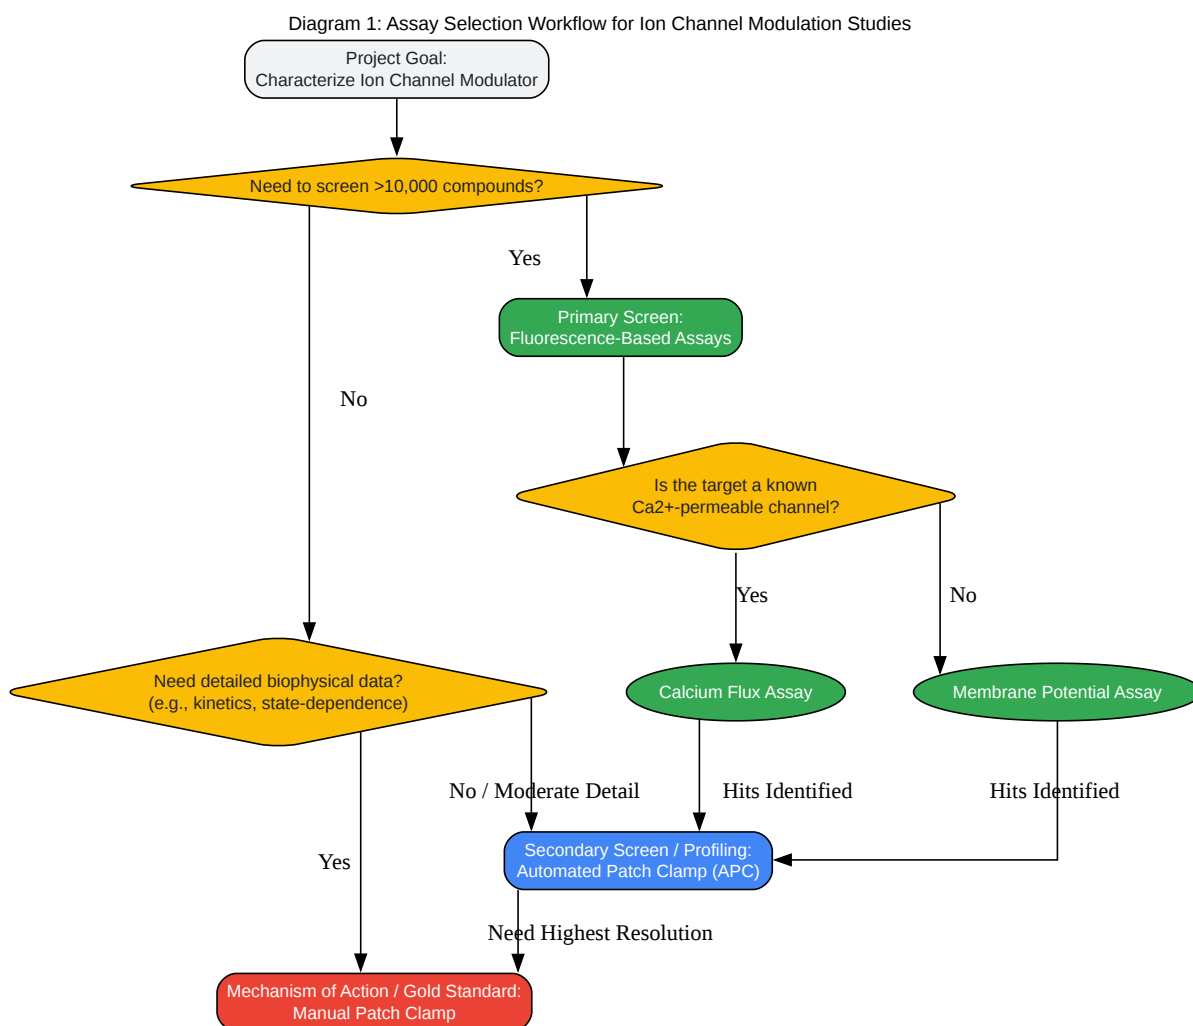 Diagram 1: Assay Selection Workflow for Ion Channel Modulation Studies
Project Goal:
Characterize Ion Channel Modulator
Need to screen >10,000 compounds?
Yes
Primary Screen:
Fluorescence-Based Assays
No
Is the target a known
Ca2+-permeable channel?
Yes
No
Need detailed biophysical data?
(e.g., kinetics, state-dependence)
Calcium Flux Assay
Membrane Potential Assay
No / Moderate Detail
Hits Identified
Hits Identified
Yes
Secondary Screen / Profiling:
Automated Patch Clamp (APC)
Need Highest Resolution
Mechanism of Action / Gold Standard:
Manual Patch Clamp